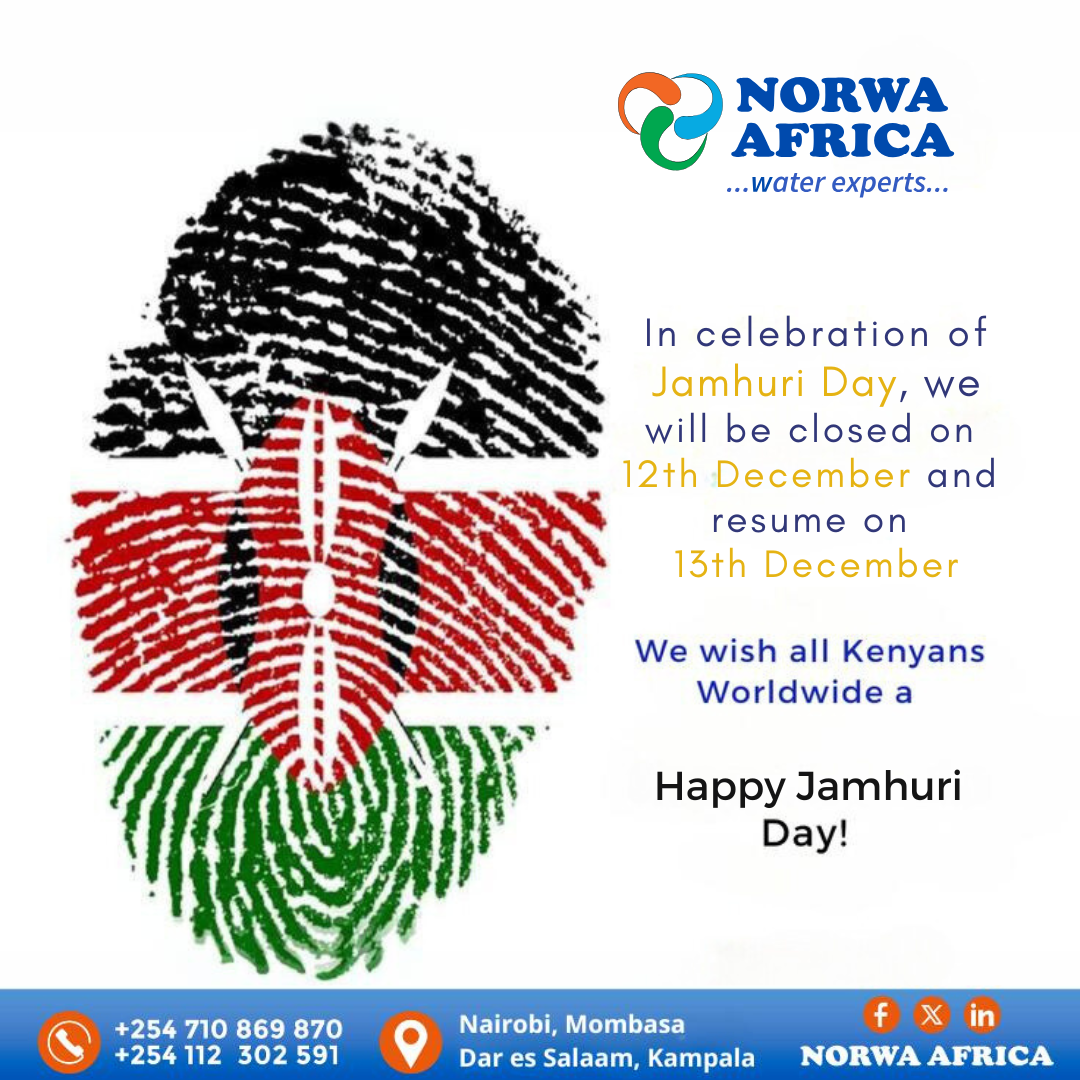 NORWA
AFRICA
...water experts...
In celebration of
Jamhuri Day, we
will be closed on
12th December and
resume on
13th December
We wish all Kenyans
Worldwide a
Happy Jamhuri
Day!
+254 710 869 870
+254 112 302 591
Nairobi, Mombasa
Dar es Salaam, Kampala
f X in
NORWA AFRICA